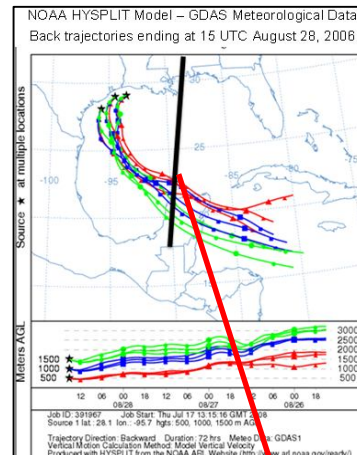 NOAA HYSPLIT Model – GDAS Meteorological Data
Back trajectories ending at 15 UTC August 28, 2006
Source ★ at multiple locations
-100
-95
-85
-80
25
Meters AGL
1500
1000
500
3000
2500
2000
1500
1000
500
12 06 00 18 12 06 00 18 12 06 00 18
08/28 08/27 08/26
Job ID: 391967 Job Start: Thu Jul 17 13:15:16 GMT
Source 1 lat.: 28.1 lon.: -95.7 hgts: 500, 1000, 1500 m
Trajectory Direction: Backward Duration: 72 hrs Meteo GDAS1
Vertical Motion Calculation Method: Model Vertical Velocity
Produced with HYSPLIT from the NOAA ARL Website